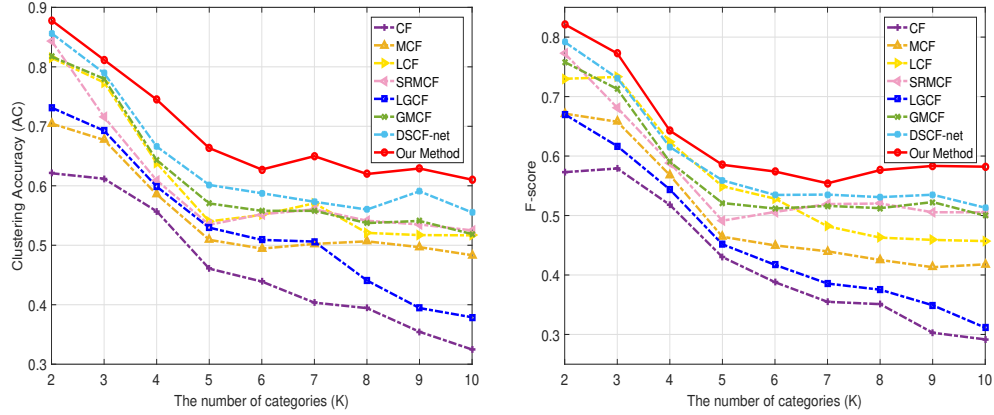 0.9
0.8
0.7
0.6
0.5
0.4
0.3
Clustering Accuracy (AC)
2 3 4 5 6 7 8 9 10
The number of categories (K)
CF
MCF
LCF
SRMCF
LGCF
GMCF
DSCF-net
Our Method
0.8
0.7
0.6
0.5
0.4
0.3
F-score
2 3 4 5 6 7 8 9 10
The number of categories (K)
CF
MCF
LCF
SRMCF
LGCF
GMCF
DSCF-net
Our Method